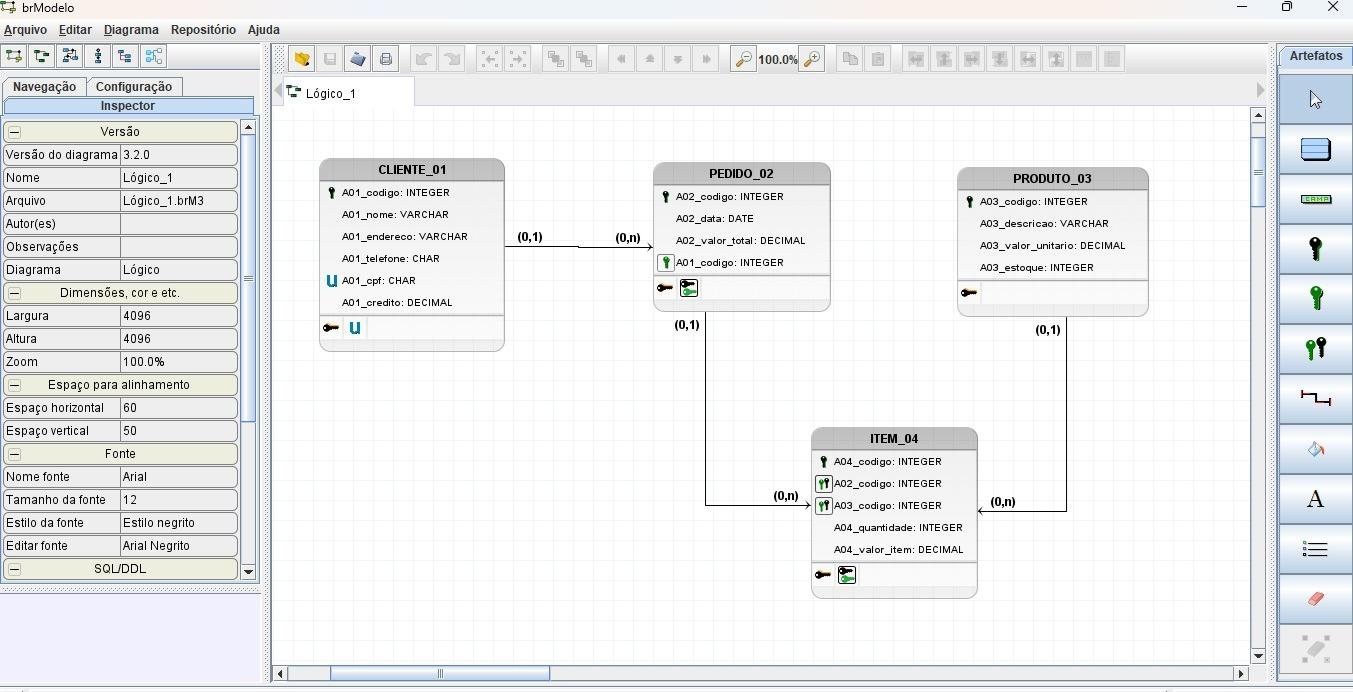 brModelo
Arquivo Editar Diagrama Repositório Ajuda
100.0%
Artefatos
Navegação Configuração
Inspector
Versão
Versão do diagrama 3.2.0
Nome Lógico_1
Arquivo Lógico_1.brM3
Autor(es)
Observações
Diagrama Lógico
Dimensões, cor e etc.
Largura 4096
Altura 4096
Zoom 100.0%
Espaço para alinhamento
Espaço horizontal 60
Espaço vertical 50
Fonte
Nome fonte Arial
Tamanho da fonte 12
Estilo da fonte Estilo negrito
Editar fonte Arial Negrito
SQL/DDL
Lógico_1
CLIENTE_01
A01_codigo: INTEGER
A01_nome: VARCHAR
A01_endereco: VARCHAR
A01_telefone: CHAR
U A01_cpf: CHAR
A01_credito: DECIMAL
U
(0,1)
(0,n)
PEDIDO_02
A02_codigo: INTEGER
A02_data: DATE
A02_valor_total: DECIMAL
A01_codigo: INTEGER
(0,1)
PRODUTO_03
A03_codigo: INTEGER
A03_descricao: VARCHAR
A03_valor_unitario: DECIMAL
A03_estoque: INTEGER
(0,1)
ITEM_04
A04_codigo: INTEGER
A02_codigo: INTEGER
A03_codigo: INTEGER
A04_quantidade: INTEGER
A04_valor_item: DECIMAL
(0,n)
(0,n)
CAMPO
A